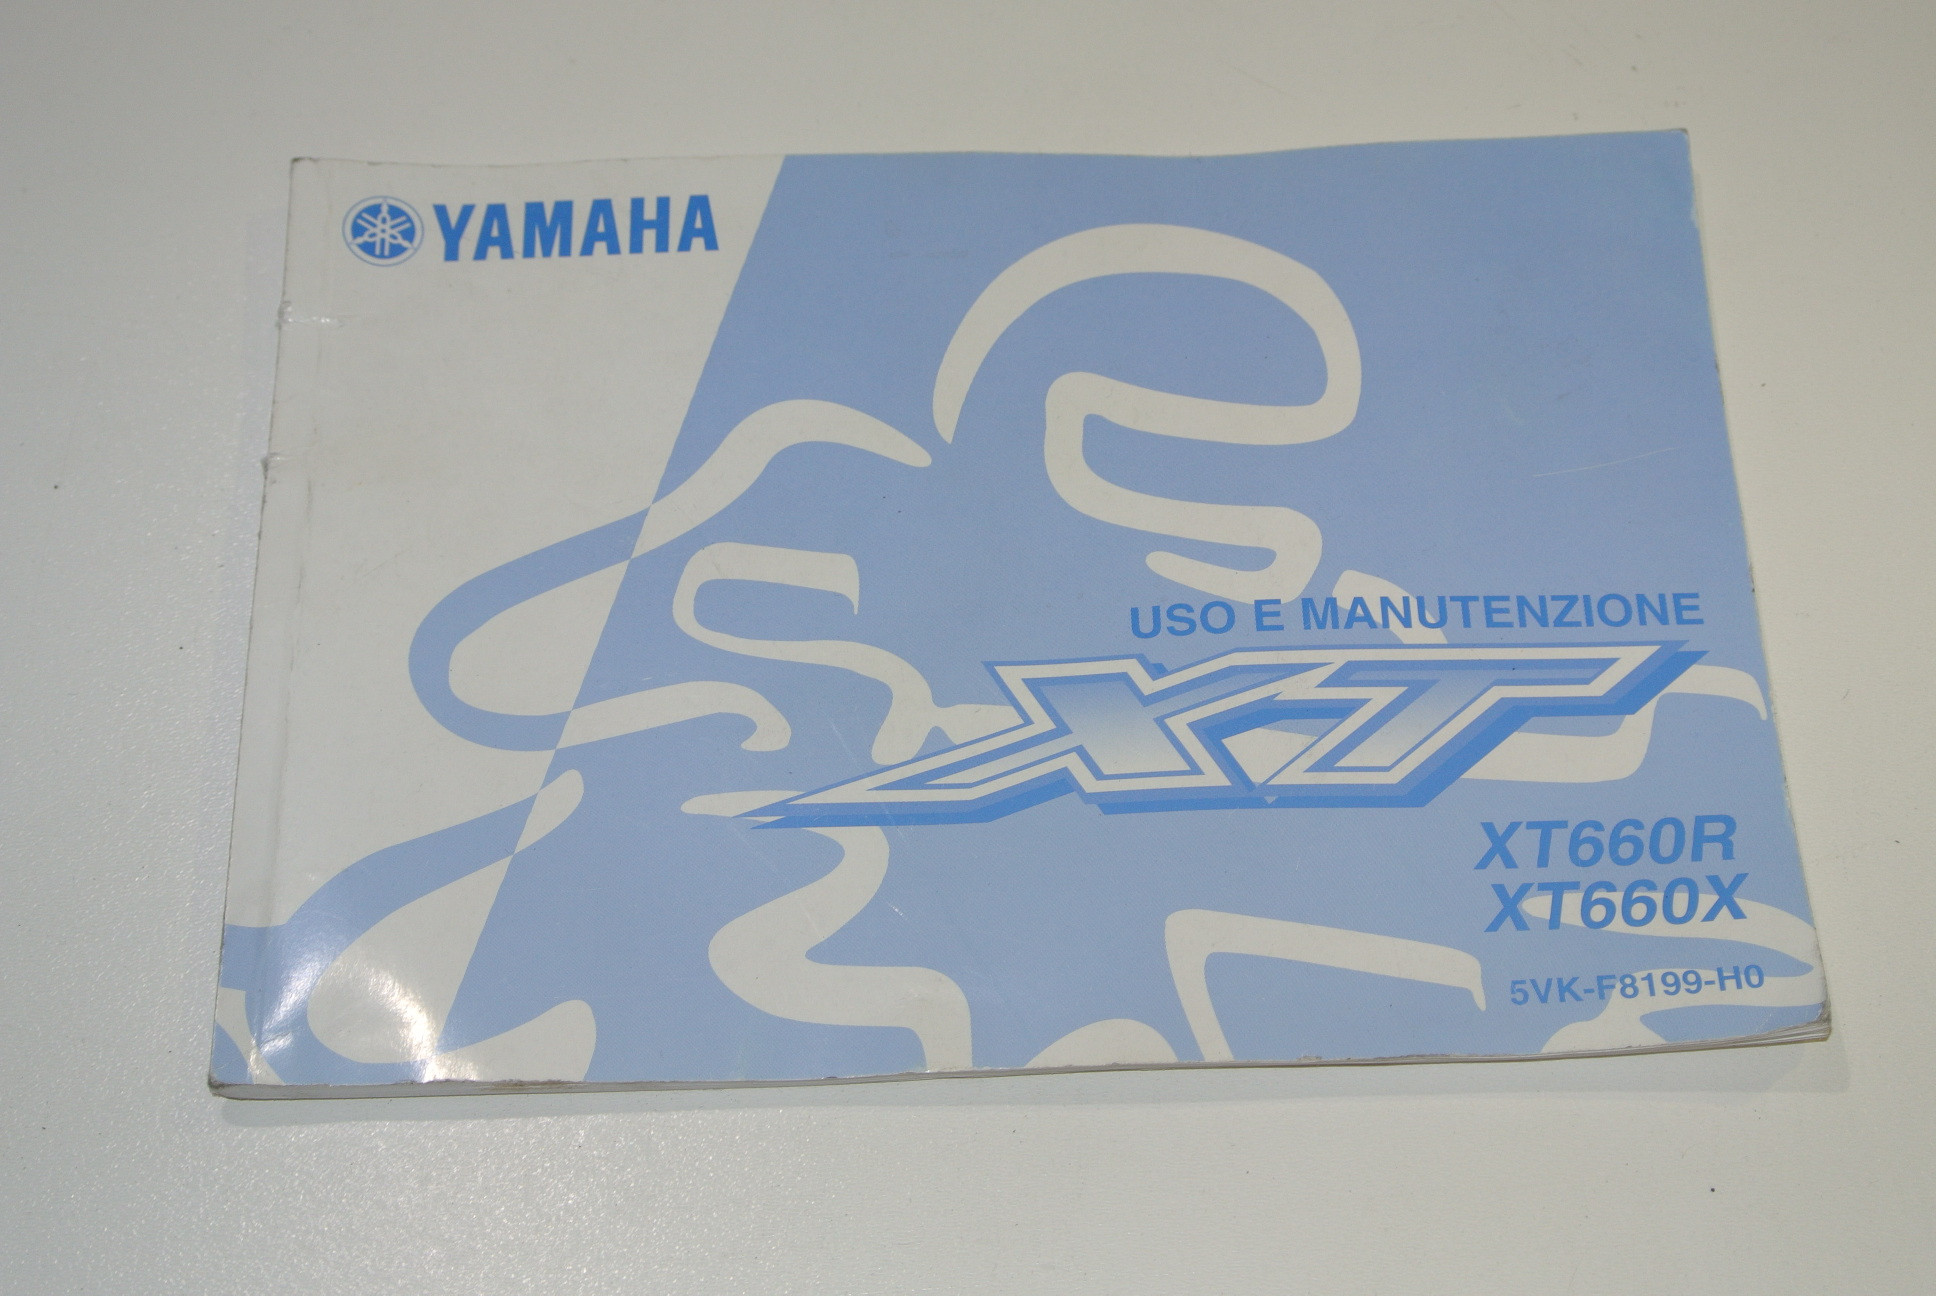 YAMAHA
USO E MANUTENZIONE
XT
XT660R
XT660X
5VK-F8199-H0